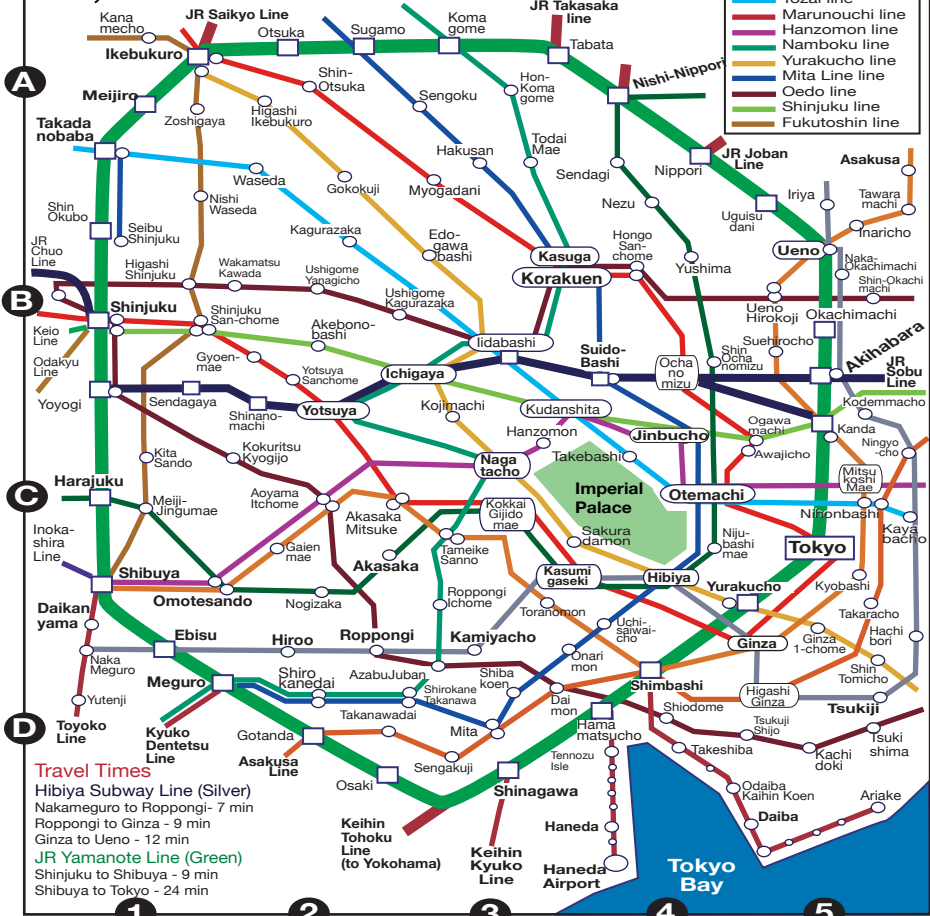 JR Saikyo Line
JR Takasaka
line
Tozai line
Marunouchi line
Hanzomon line
Namboku line
Yurakucho line
Mita Line line
Oedo line
Shinjuku line
Fukutoshin line
Kana
mecho
Ikebukuro
Otsuka
Sugamo
Koma
gome
Tabata
Nishi-Nippori
A
Meijiro
Zoshigaya
Higashi
Ikebukuro
Shin-
Otsuka
Sengoku
Hon-
Koma
gome
Takada
nobaba
Waseda
Gokokuji
Myogadani
Hakusan
Todai
Mae
Sendagi
Nippori
JR Joban
Line
Asakusa
Shin
Okubo
Seibu
Shinjuku
Nishi
Waseda
Kagurazaka
Edo-
gawa
bashi
Nezu
Uguisu
dani
Iriya
Tawara
machi
Inaricho
JR
Chuo
Line
Higashi
Shinjuku
Wakamatsu
Kawada
Ushigome
Yanagicho
Kasuga
Korakuen
Hongo
San-
chome
Yushima
Ueno
Naka-
Okachimachi
Shin-Okachi
machi
B
Shinjuku
Shinjuku
San-chome
Akebono-
bashi
Ushigome
Kagurazaka
Iidabashi
Ueno
Hirokoji
Okachimachi
Keio
Line
Odakyu
Line
Gyoen-
mae
Yotsuya
Sanchome
Ichigaya
Suido-
Bashi
Ocha
no
mizu
Shin
Ocha
nomizu
Suehirocho
Akihabara
JR
Sobu
Line
Yoyogi
Sendagaya
Shinano-
machi
Yotsuya
Kojimachi
Kudanshita
Hanzomon
Jinbucho
Ogawa
machi
Awajicho
Kodenmacho
Kanda
Ningyo
-cho
Kita
Sando
Kokuritsu
Kyogijo
Naga
tacho
Takebashi
C
Harajuku
Meiji-
Jingumae
Aoyama
Itchome
Akasaka
Mitsuke
Kokkai
Gijido
mae
Imperial
Palace
Otemachi
Mitsu
koshi
Mae
Nihonbashi
Kaya
bacho
Inoka-
shira
Line
Gaien
mae
Akasaka
Tameike
Sanno
Sakura
damon
Niju-
bashi
mae
Tokyo
Shibuya
Omotesando
Nogizaka
Roppongi
Ichome
Kasumi
gaseki
Hibiya
Yurakucho
Kyobashi
Daikan
yama
Toranomon
Takaracho
Ebisu
Hiroo
Roppongi
Kamiyacho
Uchi-
saiwai-
cho
Ginza
Ginza
1-chome
Hachi
bori
Naka
Meguro
Onari
mon
Shin
Tomicho
Meguro
Shiro
kanedai
AzabuJuban
Shirokane
Takanawa
Shiba
koen
Shimbashi
Higashi
Ginza
Tsukiji
Yutenji
Takanawadai
Dai
mon
Shiodome
D
Toyoko
Line
Kyuko
Dentetsu
Line
Gotanda
Mita
Hama
matsucho
Tsukuji
Shijo
Tsuki
shima
Asakusa
Line
Sengakuji
Tennozu
Isle
Takeshiba
Kachi
doki
Travel Times
Hibiya Subway Line (Silver)
Nakameguro to Roppongi- 7 min
Roppongi to Ginza - 9 min
Ginza to Ueno - 12 min
JR Yamanote Line (Green)
Shinjuku to Shibuya - 9 min
Shibuya to Tokyo - 24 min
Osaki
Shinagawa
Odaiba
Kaihin Koen
Ariake
Daiba
Keihin
Tohoku
Line
(to Yokohama)
Keihin
Kyuko
Line
Haneda
Haneda
Airport
Tokyo
Bay
1
2
3
4
5